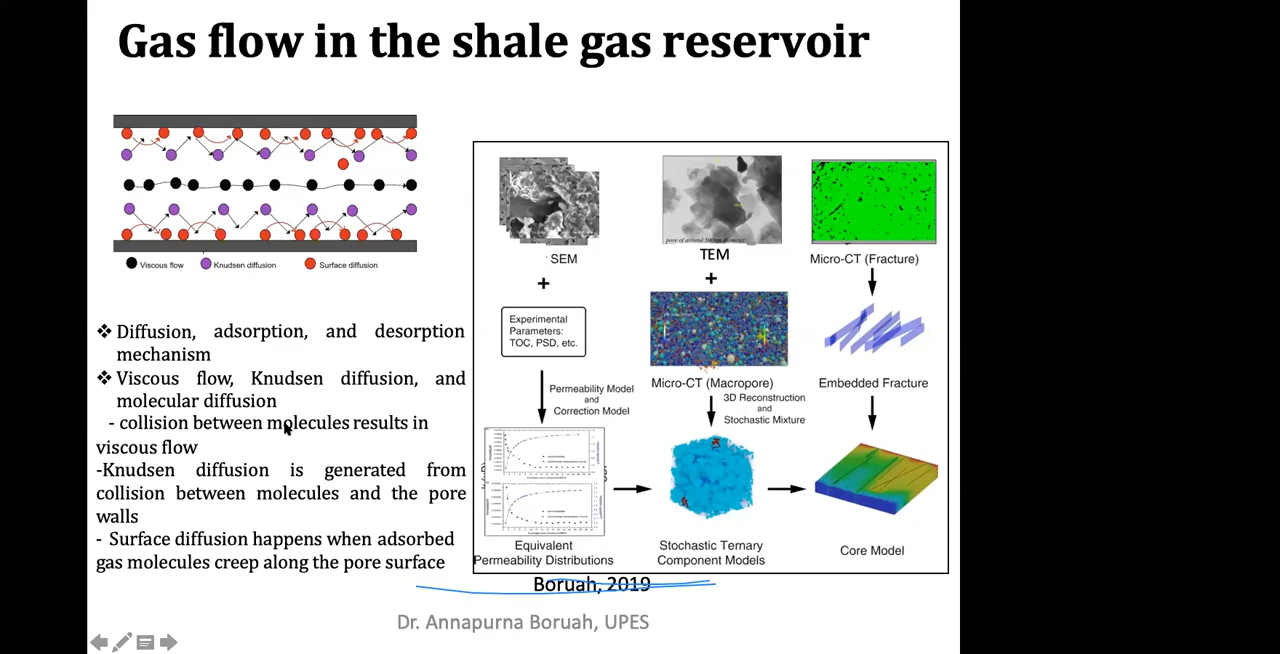 Gas flow in the shale gas reservoir
Viscous flow
Knudsen diffusion
Surface diffusion
❖ Diffusion, adsorption, and desorption
mechanism
❖ Viscous flow, Knudsen diffusion, and
molecular diffusion
- collision between molecules results in
viscous flow
-Knudsen diffusion is generated from
collision between molecules and the pore
walls
- Surface diffusion happens when adsorbed
gas molecules creep along the pore surface
SEM
+
Experimental
Parameters:
TOC, PSD, etc.
Permeability Model
and
Correction Model
Equivalent
Permeability Distributions
pore of around 500nm diameter
TEM
+
Micro-CT (Macropore)
3D Reconstruction
and
Stochastic Mixture
Stochastic Ternary
Component Models
Micro-CT (Fracture)
Embedded Fracture
Core Model
Boruah, 2019
Dr. Annapurna Boruah, UPES